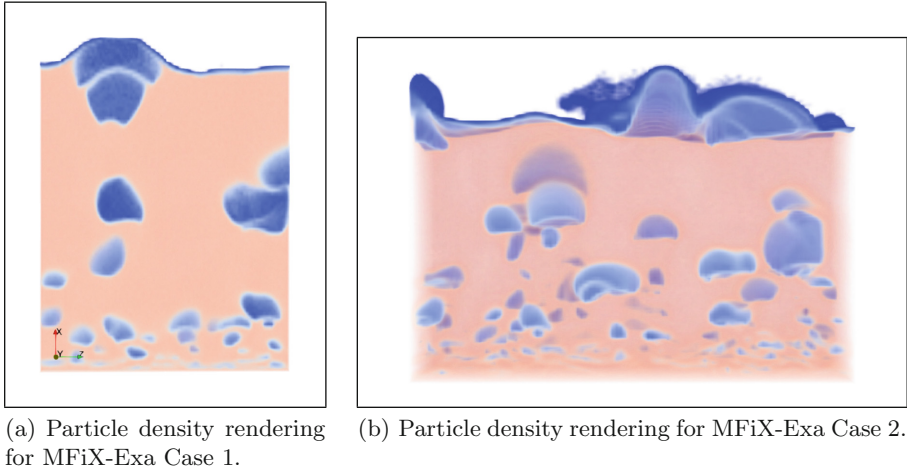 X
Y Z
(a) Particle density rendering
for MFiX-Exa Case 1.
(b) Particle density rendering for MFiX-Exa Case 2.